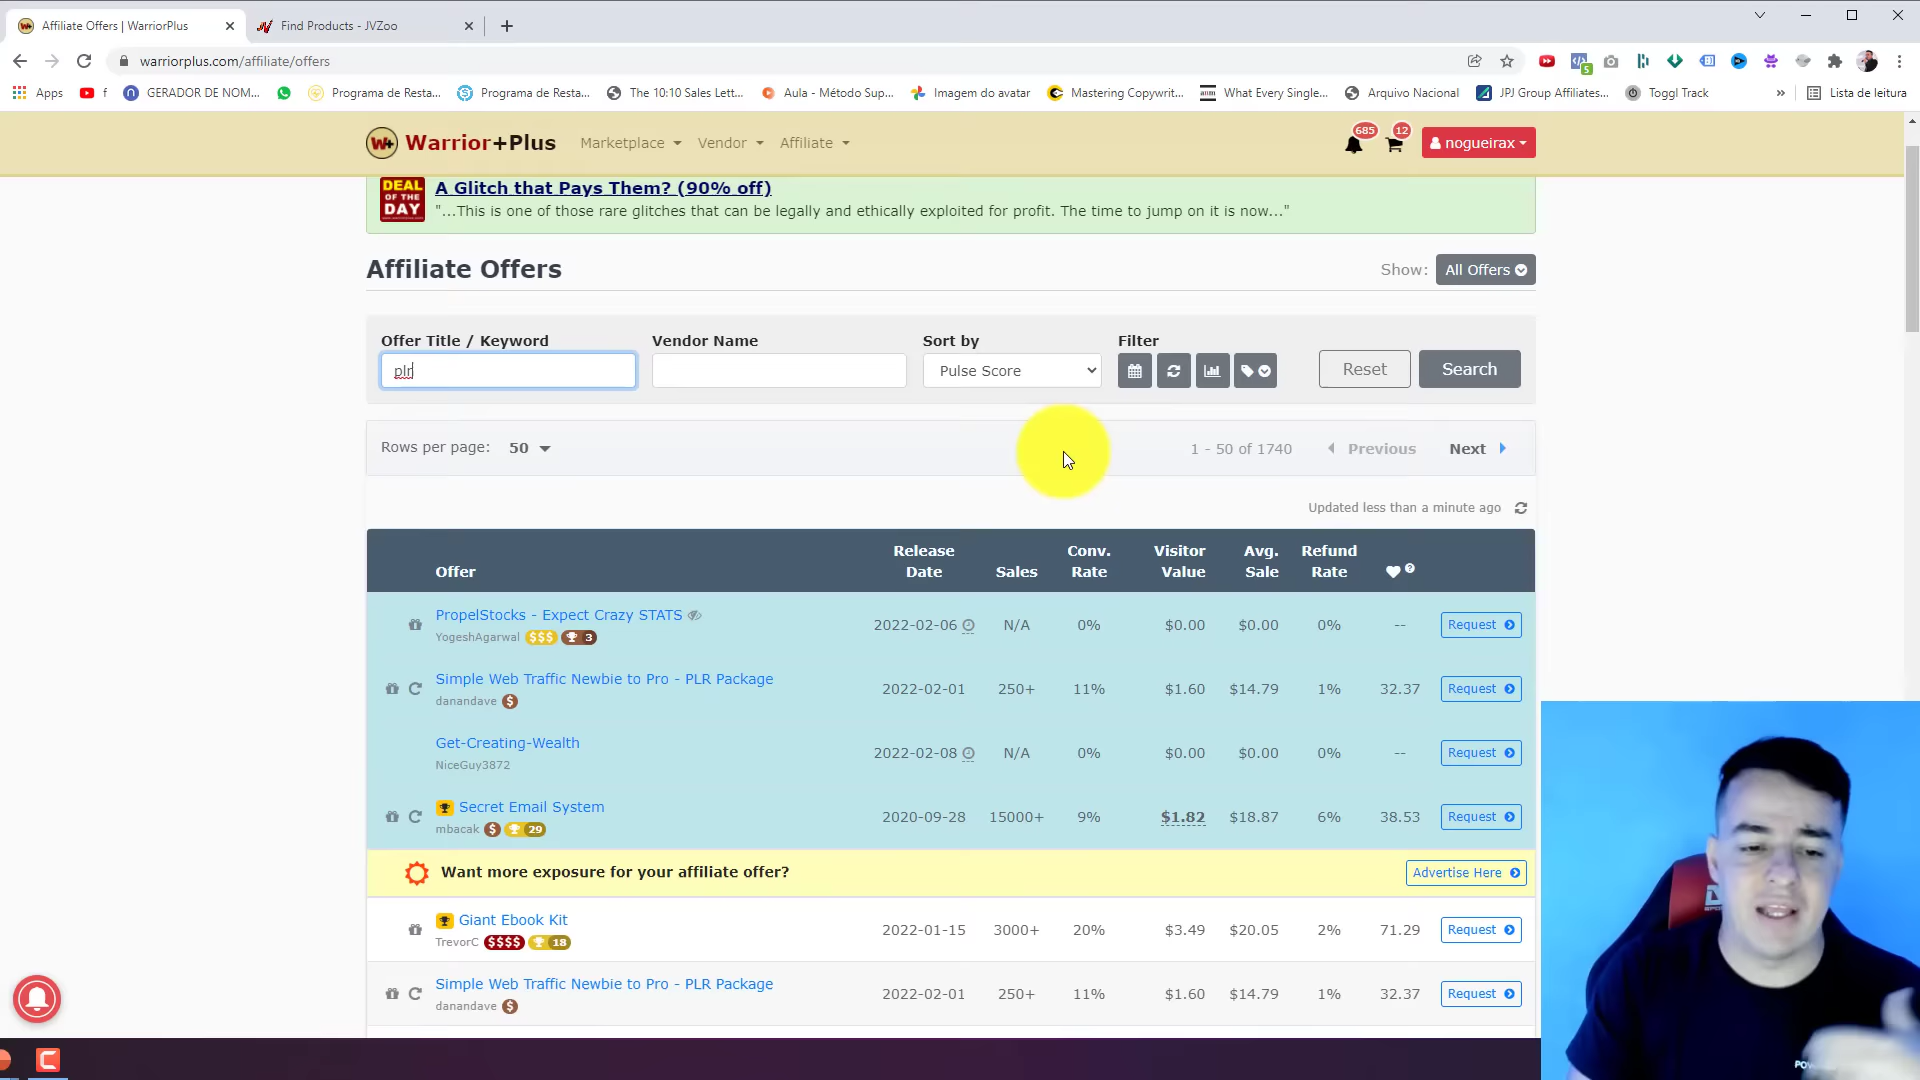 Affiliate Offers | WarriorPlus
Find Products - JVZoo
warriorplus.com/affiliate/offers
5
Apps
f
GERADOR DE NOM...
Programa de Resta...
Programa de Resta...
The 10:10 Sales Lett...
Aula - Método Sup...
Imagem do avatar
Mastering Copywrit...
What Every Single...
Arquivo Nacional
JPJ Group Affiliates...
Toggl Track
»
Lista de leitura
W+ Warrior+Plus
Marketplace
Vendor
Affiliate
685
12
nogueirax
DEAL OF THE DAY
A Glitch that Pays Them? (90% off)
"...This is one of those rare glitches that can be legally and ethically exploited for profit. The time to jump on it is now..."
Affiliate Offers
Show: All Offers
Offer Title / Keyword
Vendor Name
Sort by
Filter
plr
Pulse Score
Reset
Search
Rows per page: 50
1 - 50 of 1740
Previous
Next
Updated less than a minute ago
Offer Release Date Sales Conv. Rate Visitor Value Avg. Sale Refund Rate
PropelStocks - Expect Crazy STATS
YogeshAgarwal $$$ 3
2022-02-06 N/A 0% $0.00 $0.00 0% -- Request
Simple Web Traffic Newbie to Pro - PLR Package
danandave $
2022-02-01 250+ 11% $1.60 $14.79 1% 32.37 Request
Get-Creating-Wealth
NiceGuy3872
2022-02-08 N/A 0% $0.00 $0.00 0% -- Request
Secret Email System
mbacak $ 29
2020-09-28 15000+ 9% $1.82 $18.87 6% 38.53 Request
Want more exposure for your affiliate offer?
Advertise Here
Giant Ebook Kit
TrevorC $$$$ 18
2022-01-15 3000+ 20% $3.49 $20.05 2% 71.29 Request
Simple Web Traffic Newbie to Pro - PLR Package
danandave $
2022-02-01 250+ 11% $1.60 $14.79 1% 32.37 Request